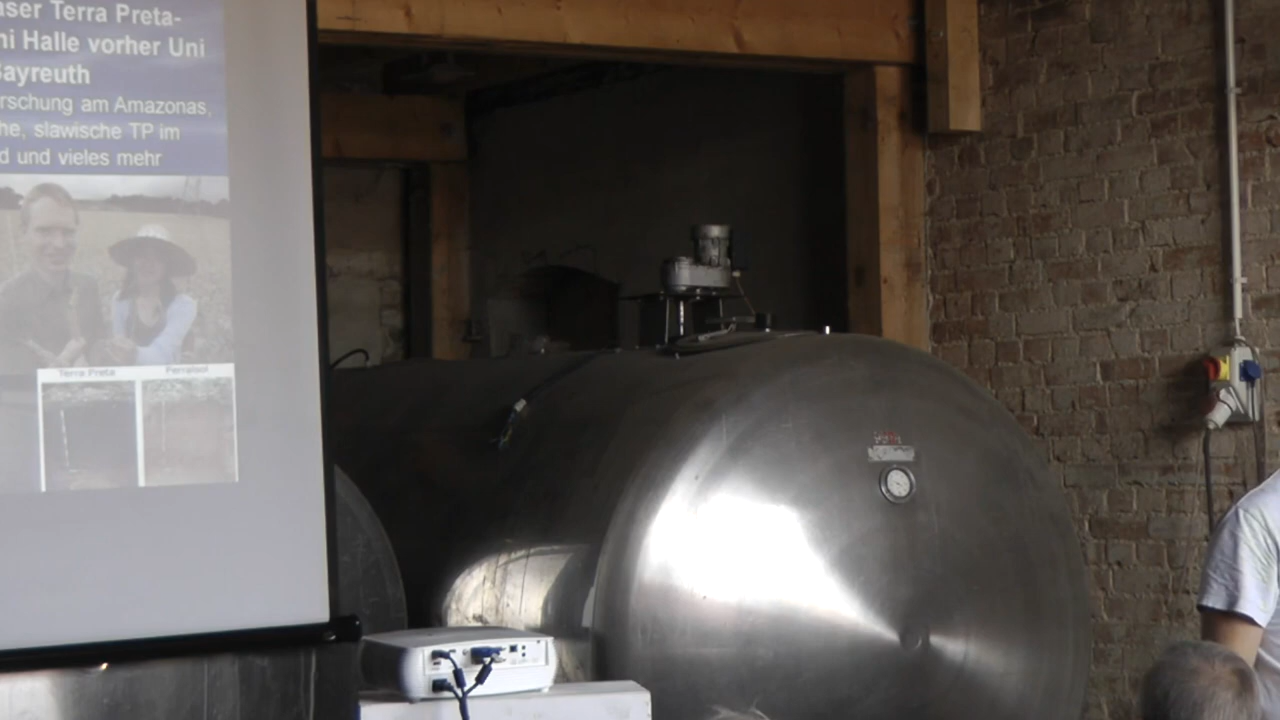 aser Terra Preta-
ni Halle vorher Uni
Bayreuth
rschung am Amazonas,
he, slawische TP im
d und vieles mehr
Terra Preta
Ferralsol